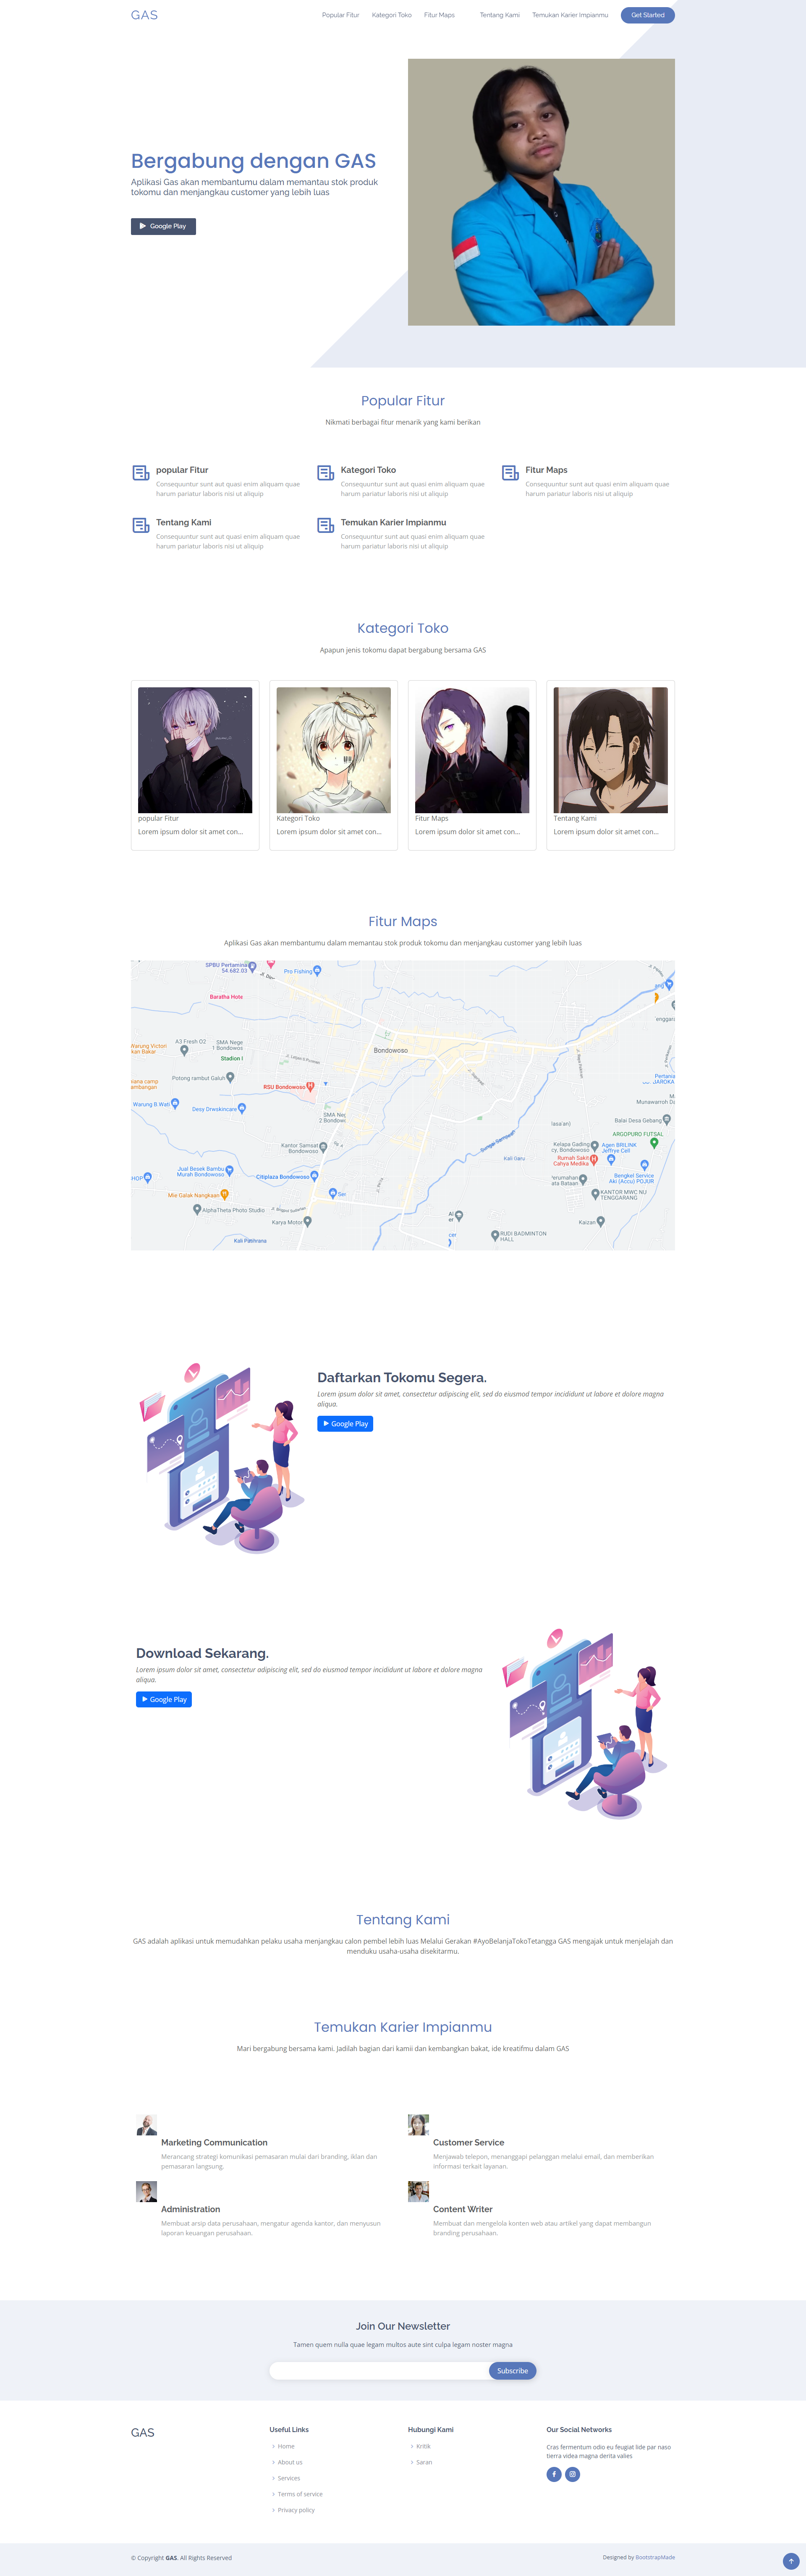 GAS
Popular Fitur
Kategori Toko
Fitur Maps
Tentang Kami
Temukan Karier Impianmu
Get Started
Bergabung dengan GAS
Aplikasi Gas akan membantumu dalam memantau stok produk
tokomu dan menjangkau customer yang lebih luas
Google Play
Popular Fitur
Nikmati berbagai fitur menarik yang kami berikan
popular Fitur
Consequuntur sunt aut quasi enim aliquam quae
harum pariatur laboris nisi ut aliquip
Kategori Toko
Consequuntur sunt aut quasi enim aliquam quae
harum pariatur laboris nisi ut aliquip
Fitur Maps
Consequuntur sunt aut quasi enim aliquam quae
harum pariatur laboris nisi ut aliquip
Tentang Kami
Consequuntur sunt aut quasi enim aliquam quae
harum pariatur laboris nisi ut aliquip
Temukan Karier Impianmu
Consequuntur sunt aut quasi enim aliquam quae
harum pariatur laboris nisi ut aliquip
Kategori Toko
Apapun jenis tokomu dapat bergabung bersama GAS
popular Fitur
Lorem ipsum dolor sit amet con...
Kategori Toko
Lorem ipsum dolor sit amet con...
Fitur Maps
Lorem ipsum dolor sit amet con...
Tentang Kami
Lorem ipsum dolor sit amet con...
Fitur Maps
Aplikasi Gas akan membantumu dalam memantau stok produk tokomu dan menjangkau customer yang lebih luas
SPBU Pertamina
54.682.03
Pro Fishing
Baratha Hote
Warung Victori
kan Bakar
A3 Fresh O2
SMA Nege
1 Bondowoso
Stadion I
Bondowoso
Potong rambut Galuh
RSU Bondowoso
Warung B.Wati
Desy Drwskincare
SMA Neg
2 Bondowoso
Kantor Samsat
Bondowoso
Jual Besek Bambu
Murah Bondowoso
Citiplaza Bondowoso
HOP
Mie Galak Nangkaan
Ser
AlphaTheta Photo Studio
Karya Motor
Kali Pakhrana
Sungai Sampean
Kali Garu
RUDI BADMINTON
HALL
Balai Desa Gebang
ARGOPURO FUTSAL
Kelapa Gading
cy, Bondowoso
Agen BRILINK
Jeffrye Cell
Rumah Sakit
Cahya Medika
Bengkel Service
Aki (Accu) POJUR
erumahan
ata Bataan
KANTOR MWC NU
TENGGARANG
Kaizan
Daftarkan Tokomu Segera.
Lorem ipsum dolor sit amet, consectetur adipiscing elit, sed do eiusmod tempor incididunt ut labore et dolore magna
aliqua.
Google Play
Download Sekarang.
Lorem ipsum dolor sit amet, consectetur adipiscing elit, sed do eiusmod tempor incididunt ut labore et dolore magna
aliqua.
Google Play
Tentang Kami
GAS adalah aplikasi untuk memudahkan pelaku usaha menjangkau calon pembel lebih luas Melalui Gerakan #AyoBelanjaTokoTetangga GAS mengajak untuk menjelajah dan
menduku usaha-usaha disekitarmu.
Temukan Karier Impianmu
Mari bergabung bersama kami. Jadilah bagian dari kamii dan kembangkan bakat, ide kreatifmu dalam GAS
Marketing Communication
Merancang strategi komunikasi pemasaran mulai dari branding, iklan dan
pemasaran langsung.
Customer Service
Menjawab telepon, menanggapi pelanggan melalui email, dan memberikan
informasi terkait layanan.
Administration
Membuat arsip data perusahaan, mengatur agenda kantor, dan menyusun
laporan keuangan perusahaan.
Content Writer
Membuat dan mengelola konten web atau artikel yang dapat membangun
branding perusahaan.
Join Our Newsletter
Tamen quem nulla quae legam multos aute sint culpa legam noster magna
Subscribe
GAS
Useful Links
Home
About us
Services
Terms of service
Privacy policy
Hubungi Kami
Kritik
Saran
Our Social Networks
Cras fermentum odio eu feugiat lide par naso
tierra videa magna derita valies
© Copyright GAS. All Rights Reserved
Designed by BootstrapMade